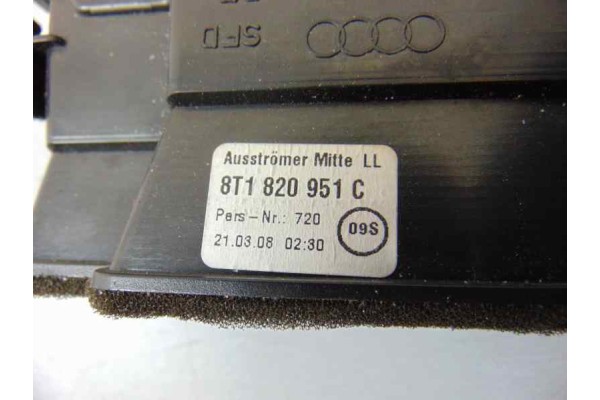 SFD
Ausströmer Mitte LL
8T1 820 951 C
Pers-Nr.: 720
09S
21.03.08 02:30